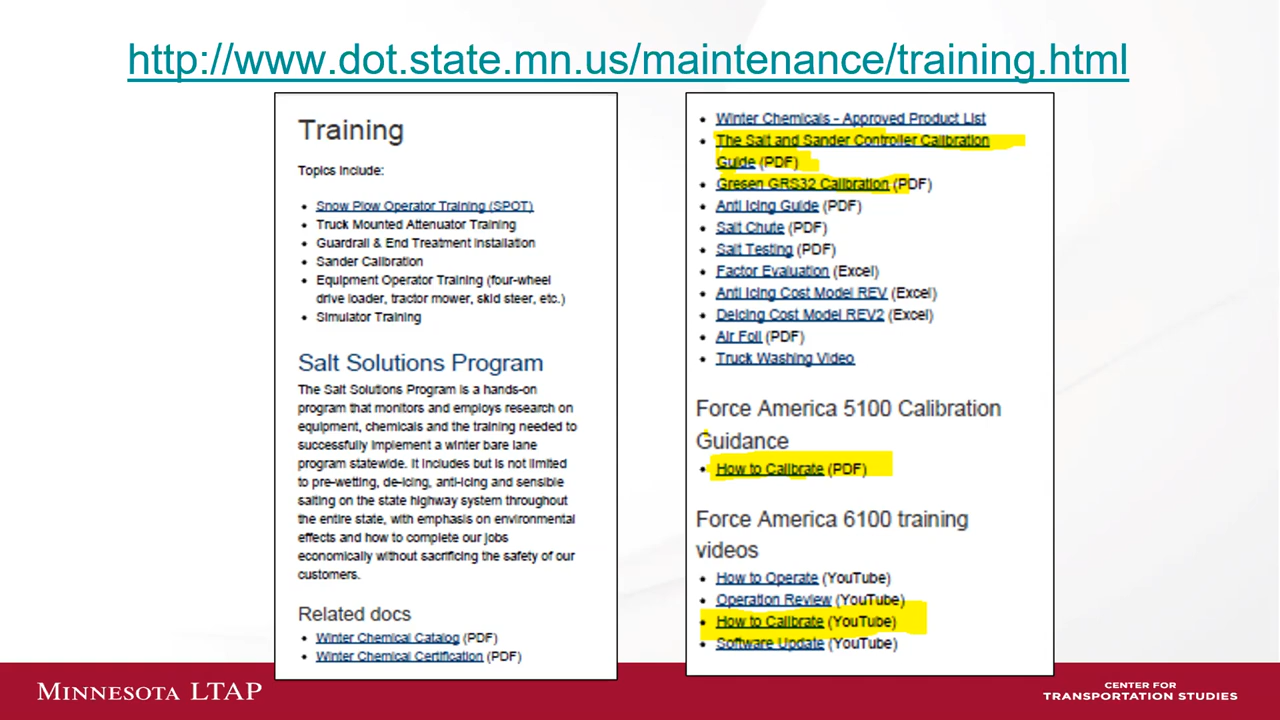 http://www.dot.state.mn.us/maintenance/training.html
Training
Topics include:
• Snow Plow Operator Training (SPOT)
• Truck Mounted Attenuator Training
• Guardrail & End Treatment Installation
• Sander Calibration
• Equipment Operator Training (four-wheel
drive loader, tractor mower, skid steer, etc.)
• Simulator Training
Salt Solutions Program
The Salt Solutions Program is a hands-on
program that monitors and employs research on
equipment, chemicals and the training needed to
successfully implement a winter bare lane
program statewide. It includes but is not limited
to pre-wetting, de-icing, anti-icing and sensible
salting on the state highway system throughout
the entire state, with emphasis on environmental
effects and how to complete our jobs
economically without sacrificing the safety of our
customers.
Related docs
• Winter Chemical Catalog (PDF)
• Winter Chemical Certification (PDF)
• Winter Chemicals - Approved Product List
• The Salt and Sander Controller Calibration
Guide (PDF)
• Gresen GRS32 Calibration (PDF)
• Anti Icing Guide (PDF)
• Salt Chute (PDF)
• Salt Testing (PDF)
• Factor Evaluation (Excel)
• Anti Icing Cost Model REV (Excel)
• Deicing Cost Model REV2 (Excel)
• Air Foil (PDF)
• Truck Washing Video
Force America 5100 Calibration
Guidance
• How to Calibrate (PDF)
Force America 6100 training
videos
• How to Operate (YouTube)
• Operation Review (YouTube)
• How to Calibrate (YouTube)
• Software Update (YouTube)
MINNESOTA LTAP
CENTER FOR
TRANSPORTATION STUDIES